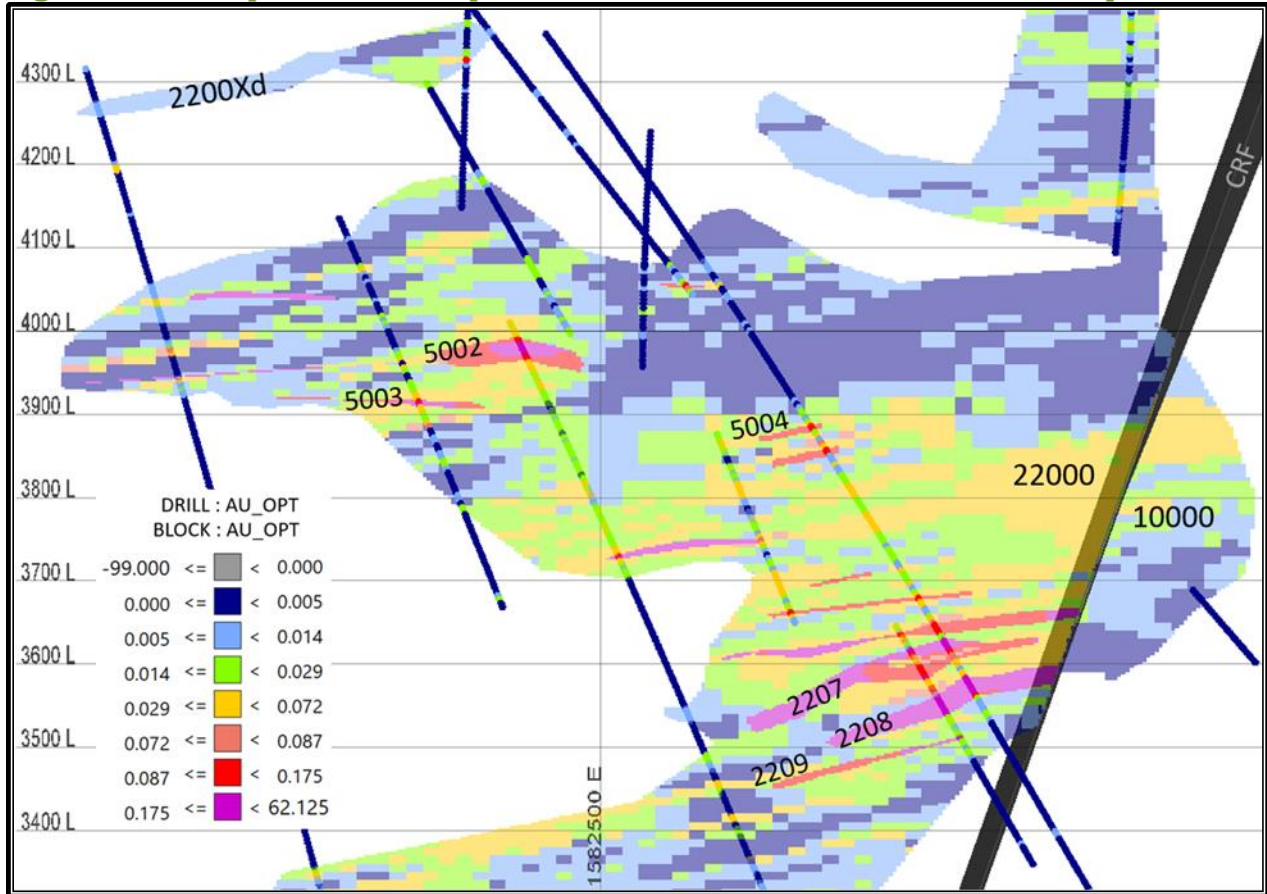 4300 L
2200Xd
CRF
4200 L
4100 L
4000 L
5002
5003
3900 L
5004
22000
10000
3800 L
DRILL : AU_OPT
BLOCK : AU_OPT
-99.000 <= < 0.000
0.000 <= < 0.005
0.005 <= < 0.014
0.014 <= < 0.029
0.029 <= < 0.072
0.072 <= < 0.087
0.087 <= < 0.175
0.175 <= < 62.125
3700 L
3600 L
2207
2208
2209
3500 L
3400 L
1582500 E